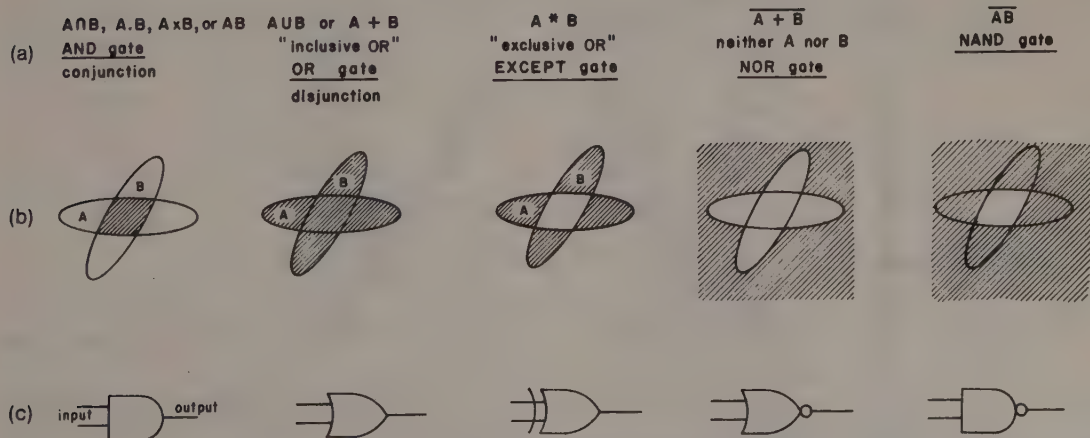 (a)
A∩B, A.B, AxB, or AB
AND gate
conjunction
A∪B or A + B
"inclusive OR"
OR gate
disjunction
A * B
"exclusive OR"
EXCEPT gate
A̅ ̅+̅ ̅B̅
neither A nor B
NOR gate
A̅B̅
NAND gate
(b)
A
B
A
B
A
B
(c)
input
output